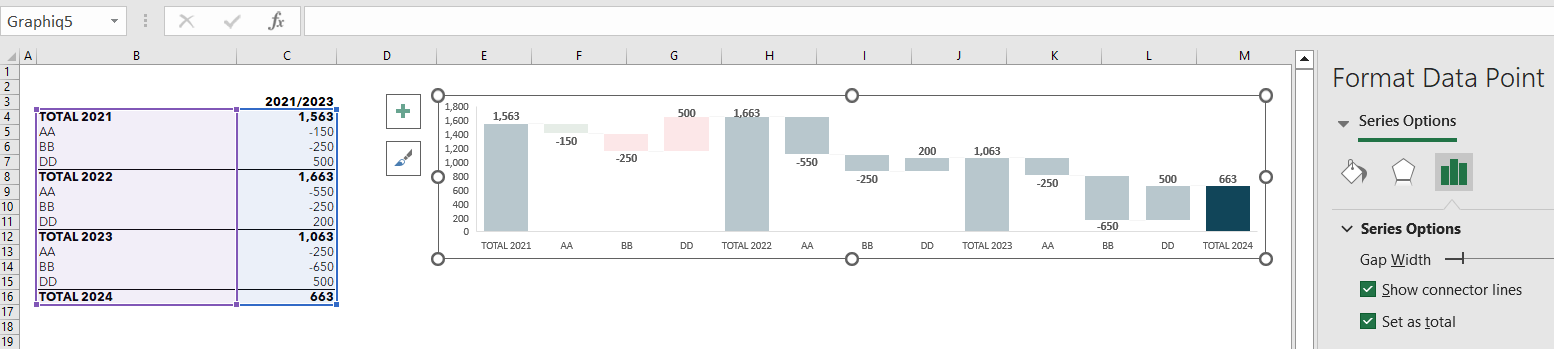 Graphiq5
fx
A B C D E F G H I J K L M
1
2
3 2021/2023
4 TOTAL 2021 1,563
5 AA -150
6 BB -250
7 DD 500
8 TOTAL 2022 1,663
9 AA -550
10 BB -250
11 DD 200
12 TOTAL 2023 1,063
13 AA -250
14 BB -650
15 DD 500
16 TOTAL 2024 663
17
18
19
1,800
1,600
1,400
1,200
1,000
800
600
400
200
0
1,563 -150 -250 500 1,663 -550 -250 200 1,063 -250 -650 500 663
TOTAL 2021 AA BB DD TOTAL 2022 AA BB DD TOTAL 2023 AA BB DD TOTAL 2024
Format Data Point
Series Options
Series Options
Gap Width
Show connector lines
Set as total